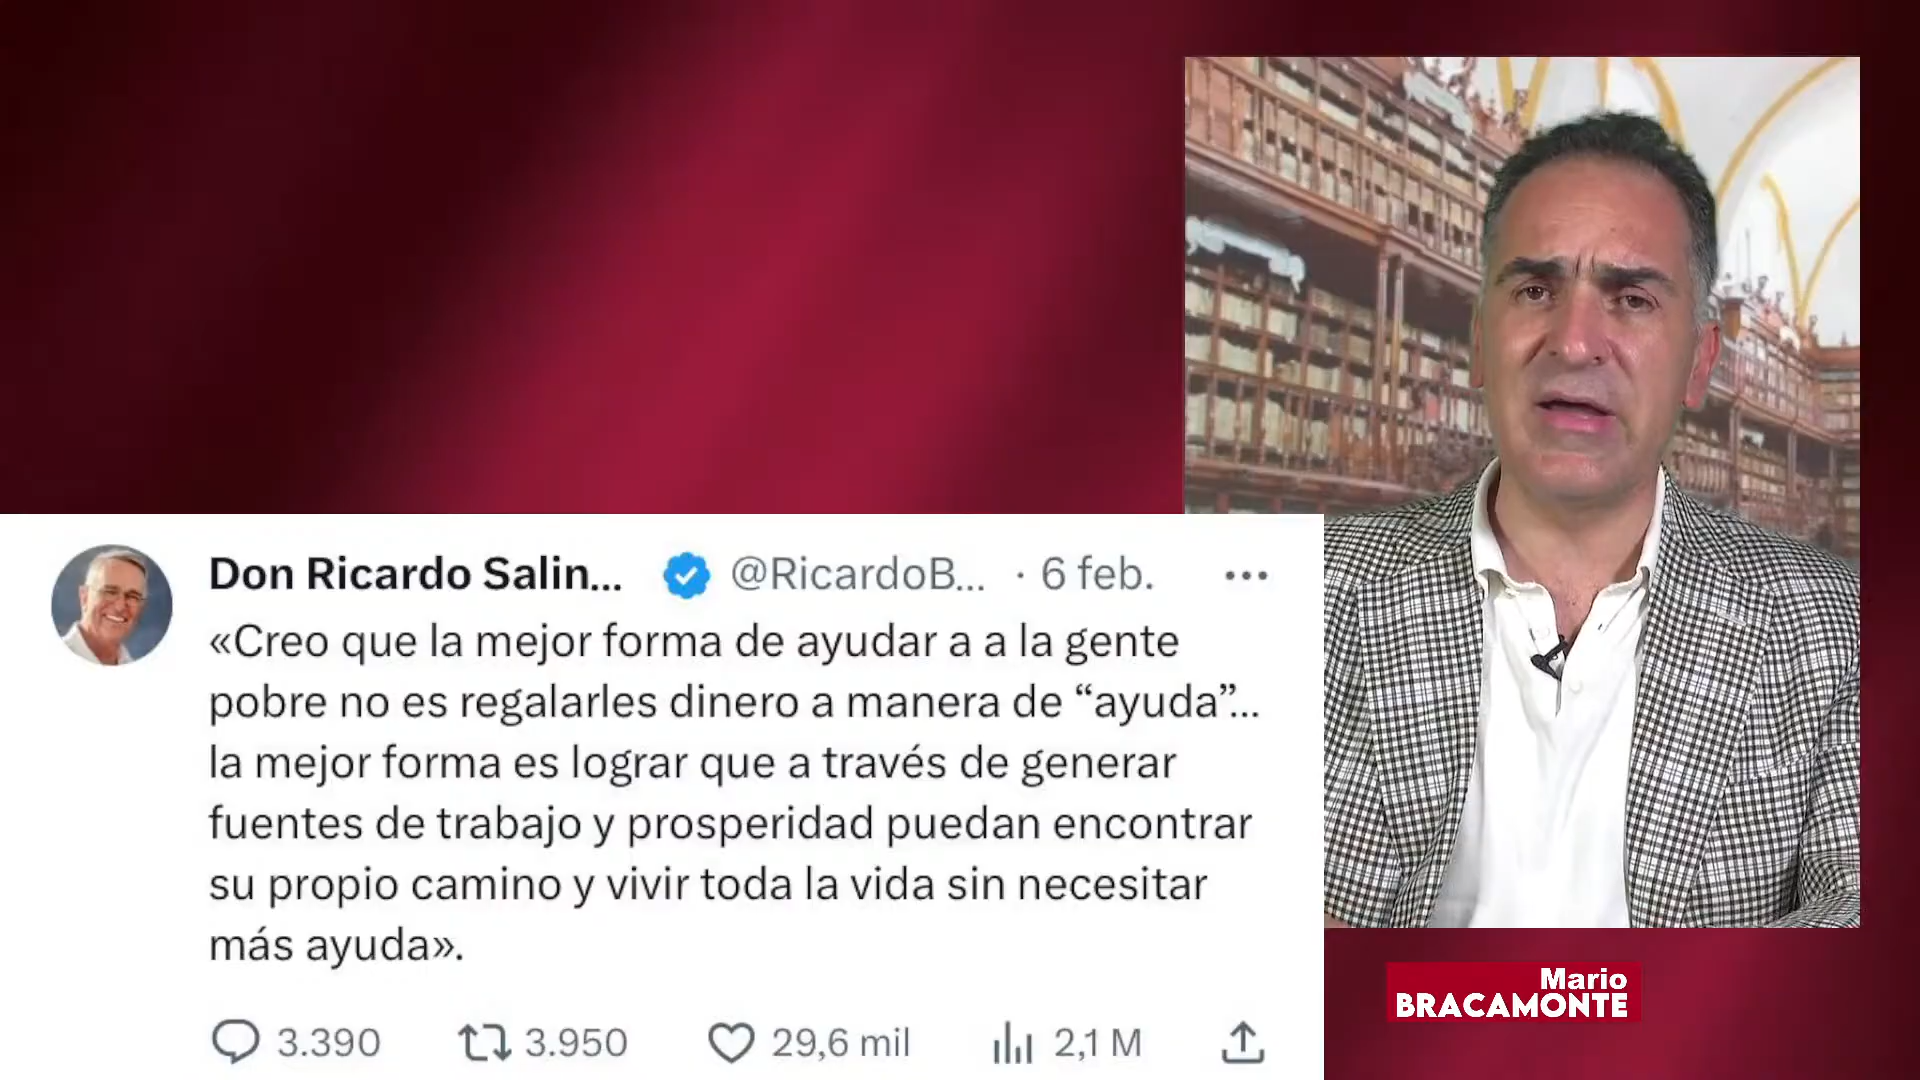 Don Ricardo Salin... @RicardoB... · 6 feb.
«Creo que la mejor forma de ayudar a a la gente
pobre no es regalarles dinero a manera de “ayuda”...
la mejor forma es lograr que a través de generar
fuentes de trabajo y prosperidad puedan encontrar
su propio camino y vivir toda la vida sin necesitar
más ayuda».
3.390 3.950 29,6 mil 2,1 M
Mario
BRACAMONTE